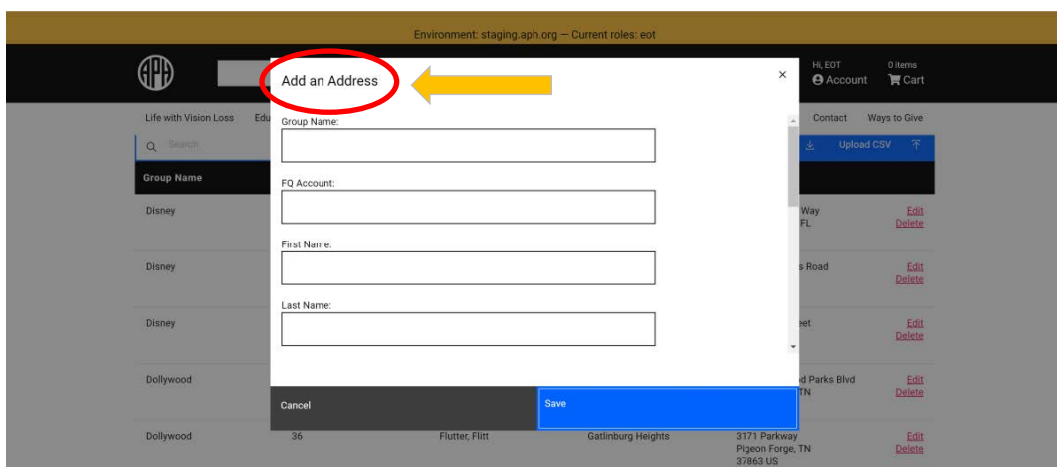 Environment: staging.aph.org — Current roles: eot
APH
Hi, EOT
Account
0 items
Cart
Add an Address
×
Life with Vision Loss
Edu
Contact
Ways to Give
Search
Upload CSV
Group Name
Group Name:
FQ Account:
First Name:
Last Name:
Disney
Way
FL
Edit
Delete
Disney
s Road
Edit
Delete
Disney
eet
Edit
Delete
Dollywood
d Parks Blvd
TN
Edit
Delete
Cancel
Save
Dollywood
36
Flutter, Flitt
Gatlinburg Heights
3171 Parkway
Pigeon Forge, TN
37863 US
Edit
Delete